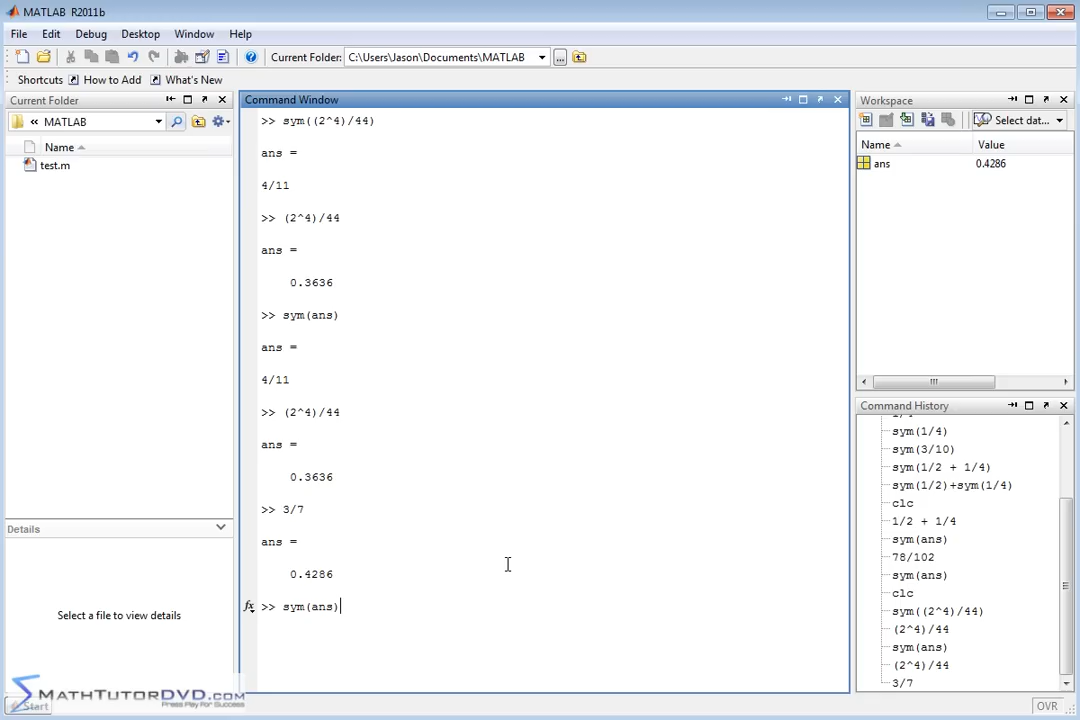 MATLAB R2011b
File Edit Debug Desktop Window Help
Current Folder: C:\Users\Jason\Documents\MATLAB ...
Shortcuts How to Add What's New
Current Folder
« MATLAB
Name
test.m
Details
Select a file to view details
Start
MATHTUTORDVD.COM
Press Play For Success
Command Window
>> sym((2^4)/44)
ans =
4/11
>> (2^4)/44
ans =
0.3636
>> sym(ans)
ans =
4/11
>> (2^4)/44
ans =
0.3636
>> 3/7
ans =
0.4286
fx >> sym(ans)
Workspace
Select dat...
Name Value
ans 0.4286
Command History
sym(1/4)
sym(3/10)
sym(1/2 + 1/4)
sym(1/2)+sym(1/4)
clc
1/2 + 1/4
sym(ans)
78/102
sym(ans)
clc
sym((2^4)/44)
(2^4)/44
sym(ans)
(2^4)/44
3/7
OVR